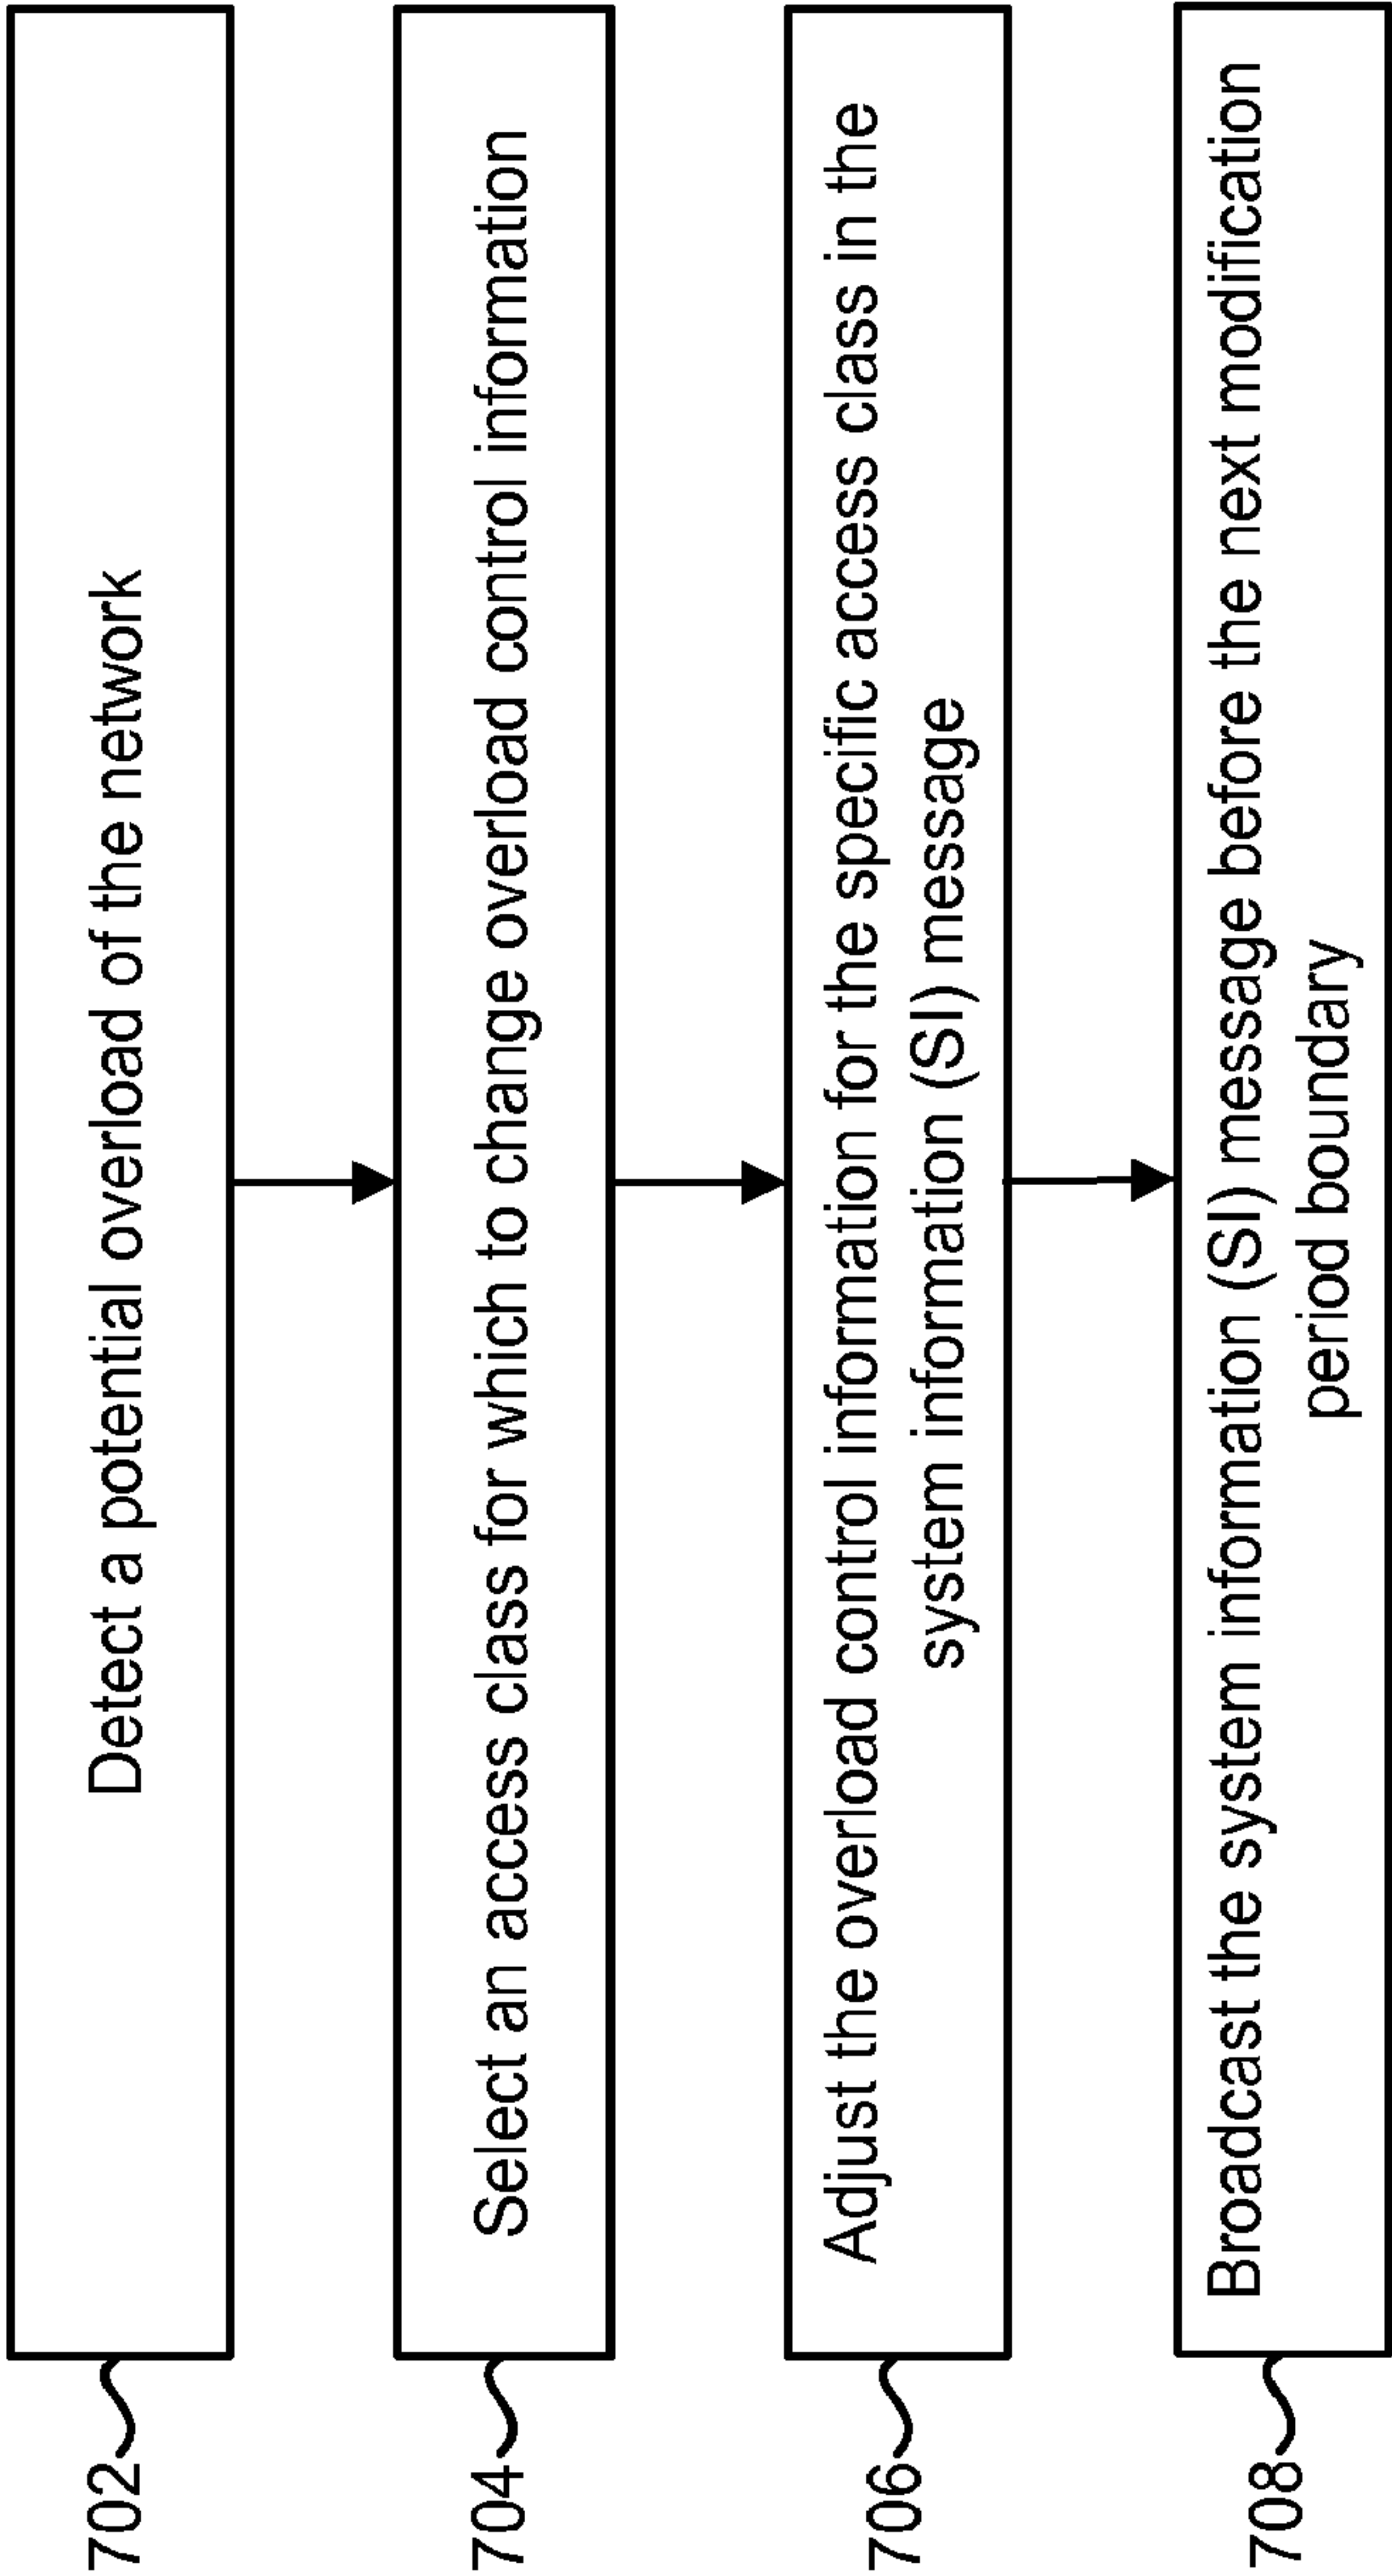 702
Detect a potential overload of the network
704
Select an access class for which to change overload control information
706
Adjust the overload control information for the specific access class in the
system information (SI) message
708
Broadcast the system information (SI) message before the next modification
period boundary